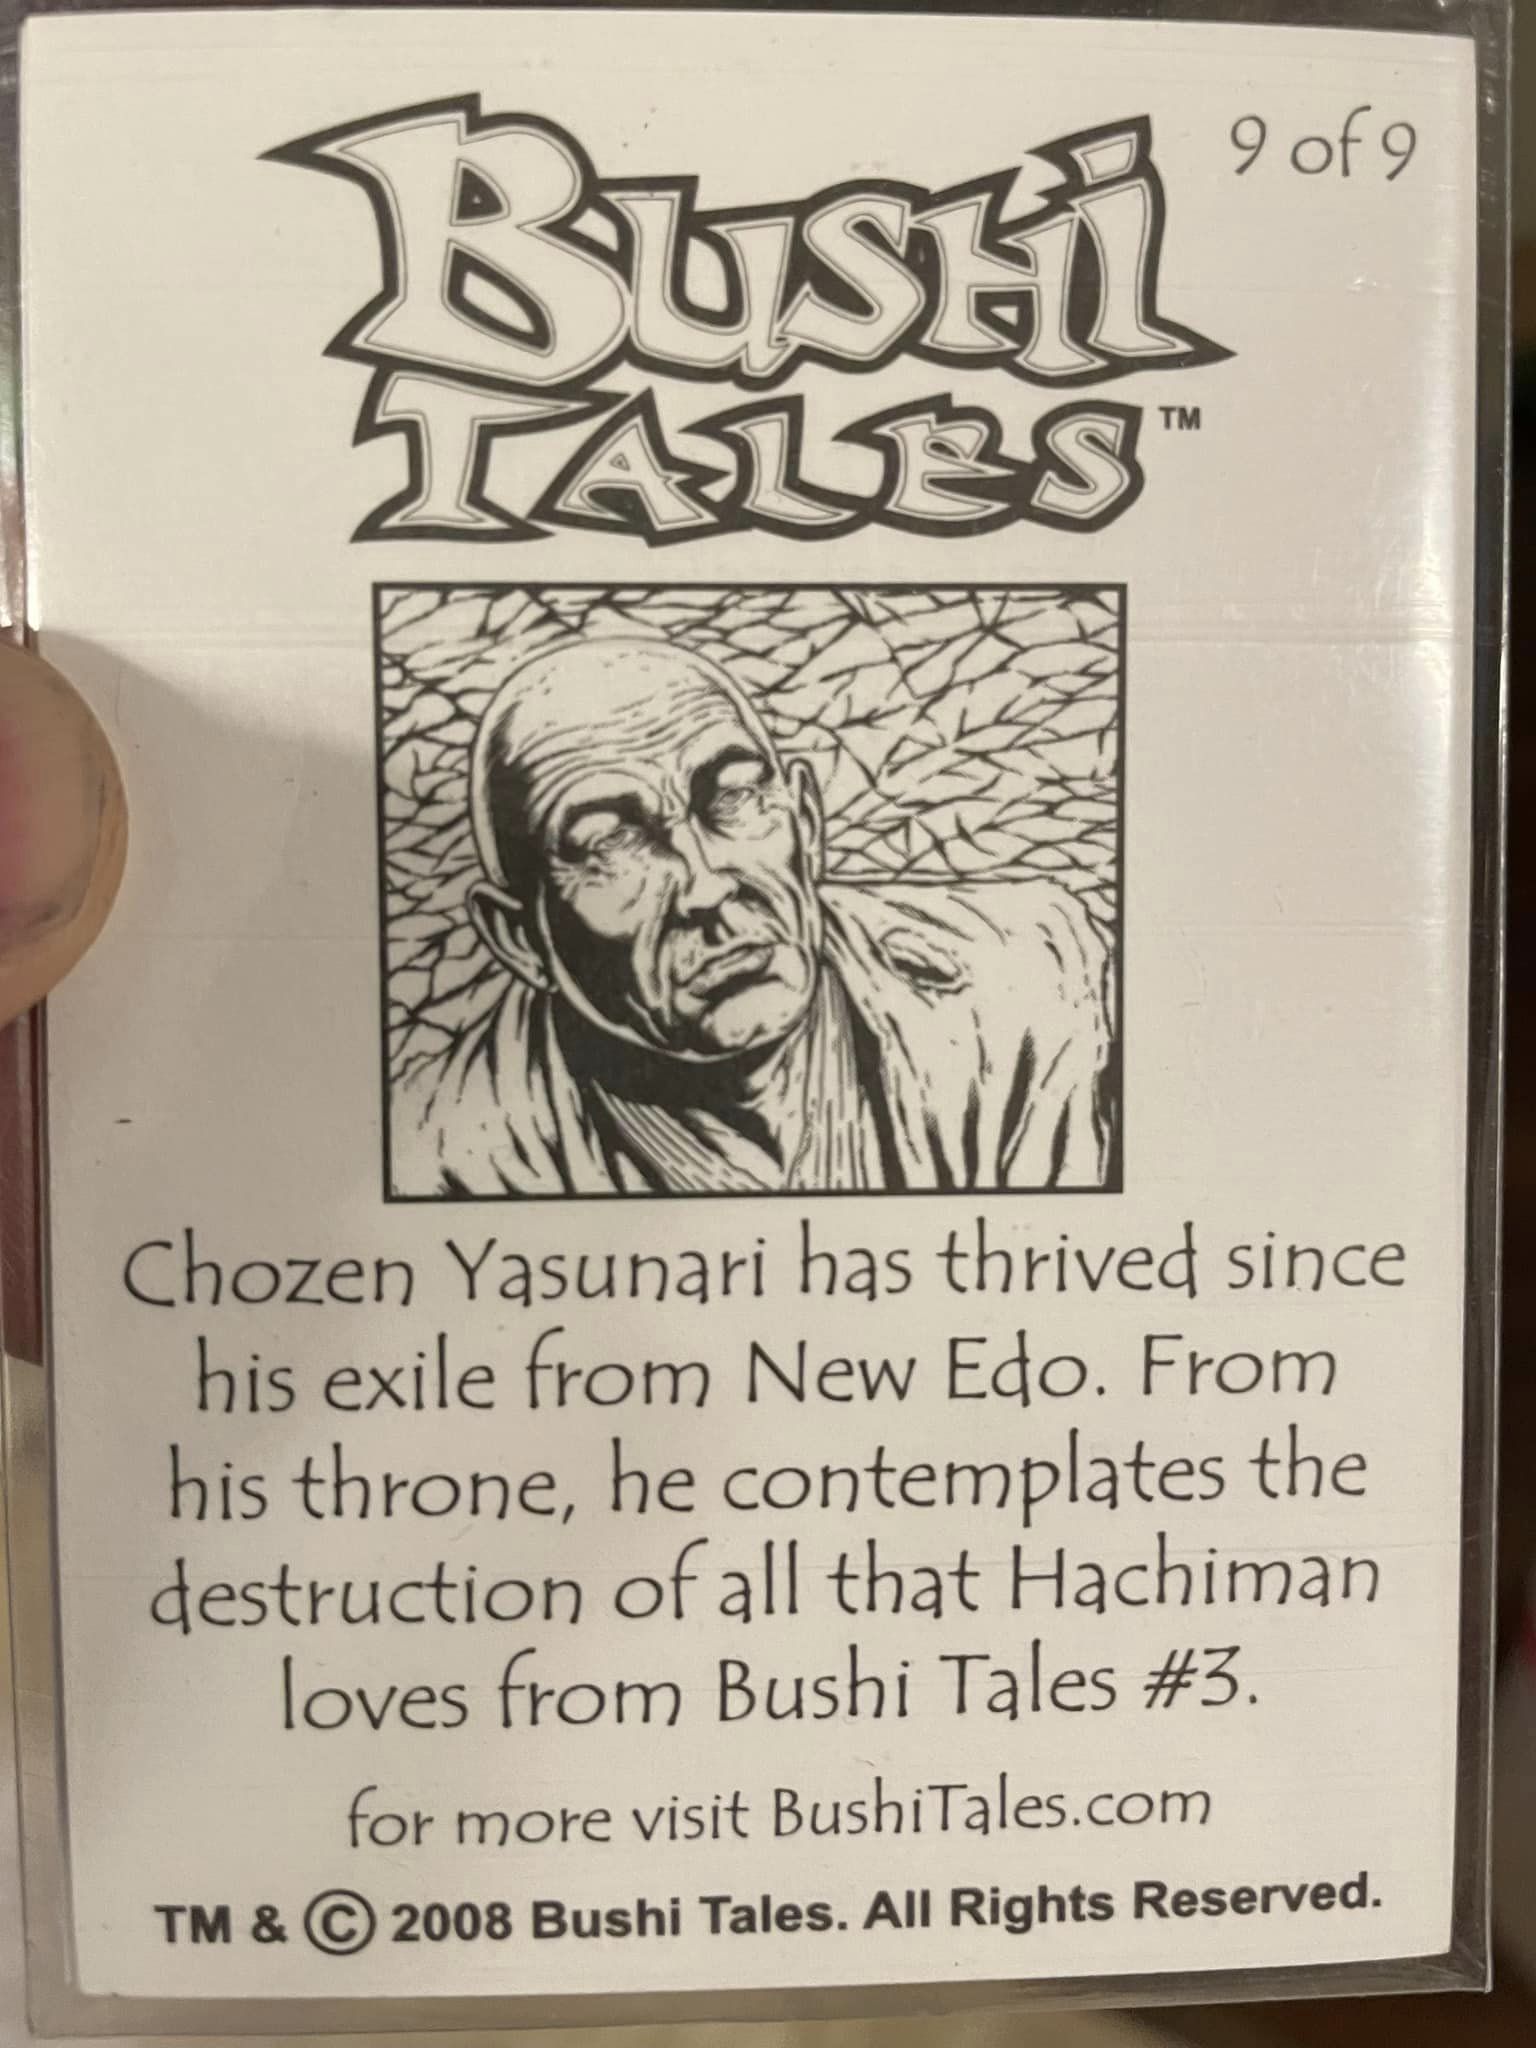 9 of 9
BUSHI
TALES™
Chozen Yasunari has thrived since
his exile from New Edo. From
his throne, he contemplates the
destruction of all that Hachiman
loves from Bushi Tales #3.
for more visit BushiTales.com
TM & © 2008 Bushi Tales. All Rights Reserved.